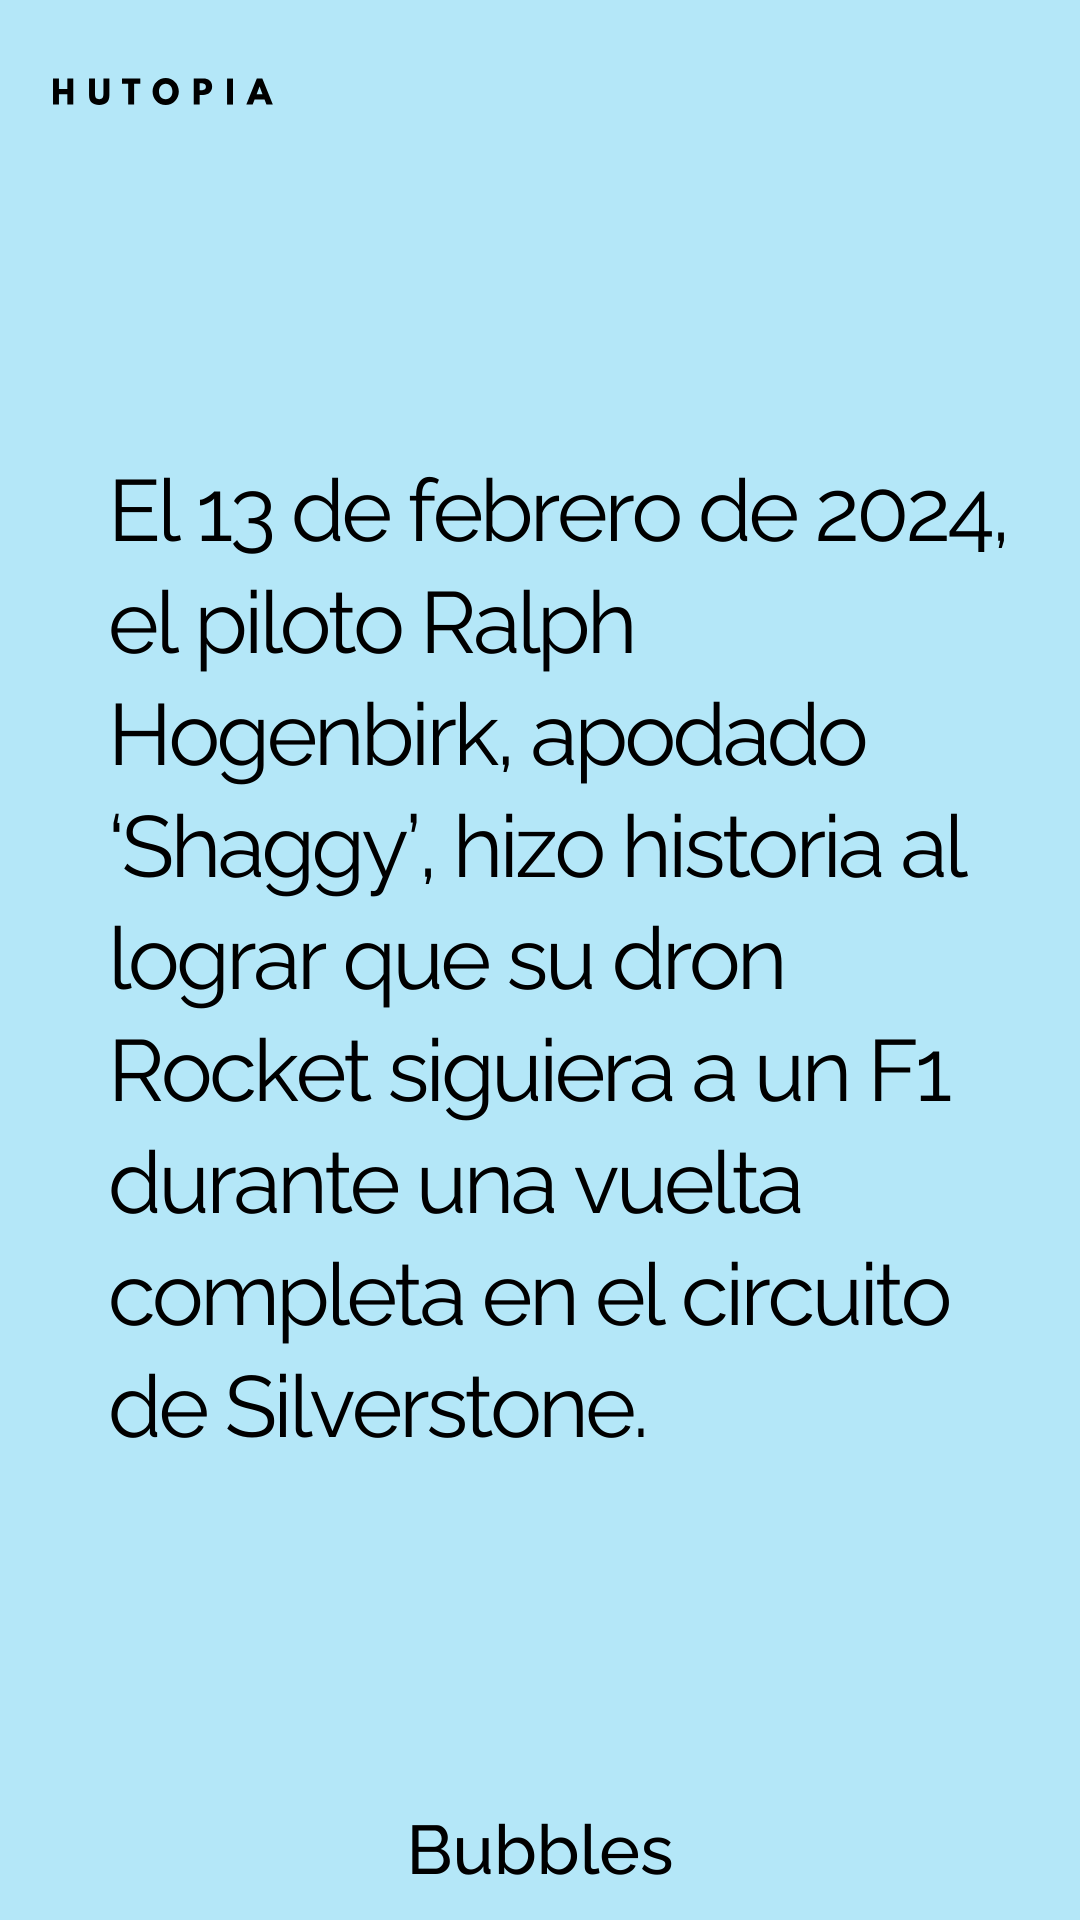 HUTOPIA
El 13 de febrero de 2024,
el piloto Ralph
Hogenbirk, apodado
‘Shaggy’, hizo historia al
lograr que su dron
Rocket siguiera a un F1
durante una vuelta
completa en el circuito
de Silverstone.
Bubbles